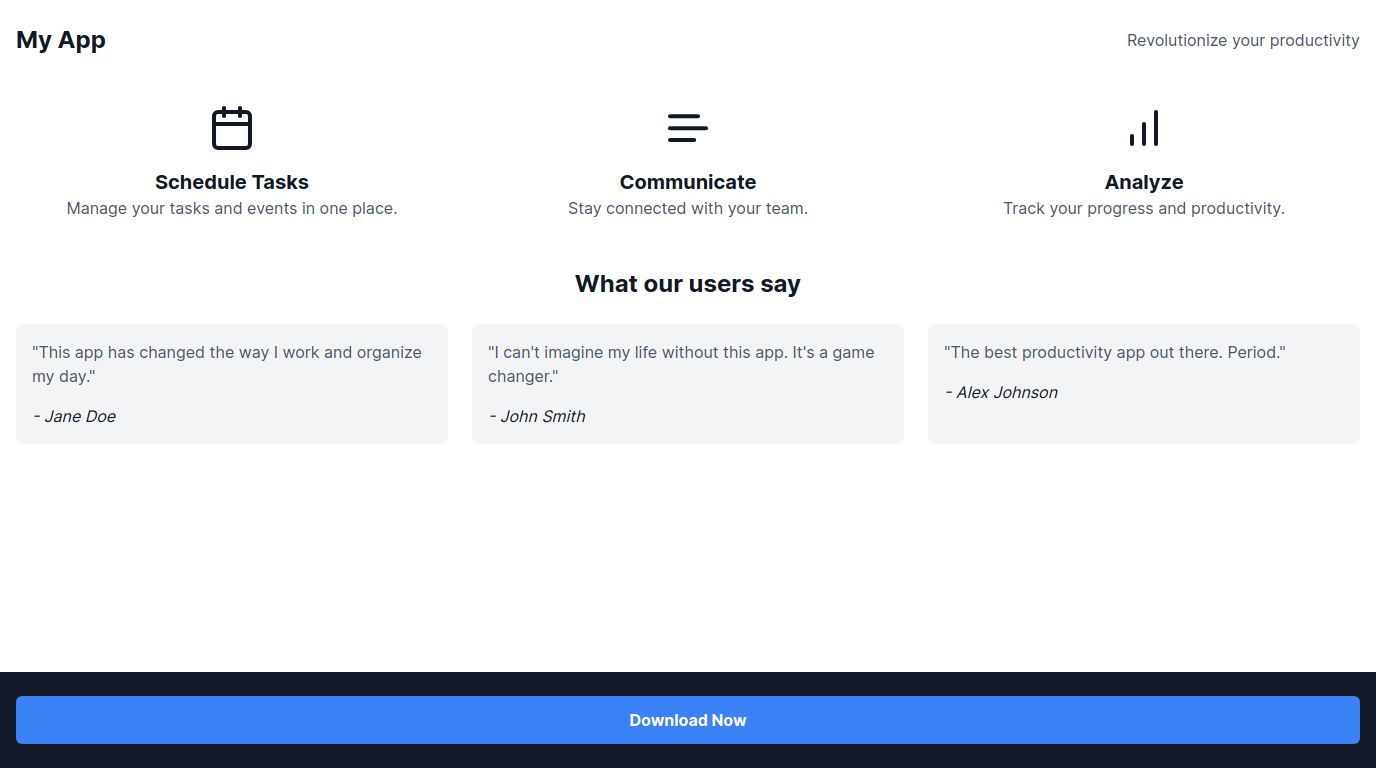 My App
Revolutionize your productivity
Schedule Tasks
Manage your tasks and events in one place.
Communicate
Stay connected with your team.
Analyze
Track your progress and productivity.
What our users say
"This app has changed the way I work and organize
my day."
- Jane Doe
"I can't imagine my life without this app. It's a game
changer."
- John Smith
"The best productivity app out there. Period."
- Alex Johnson
Download Now